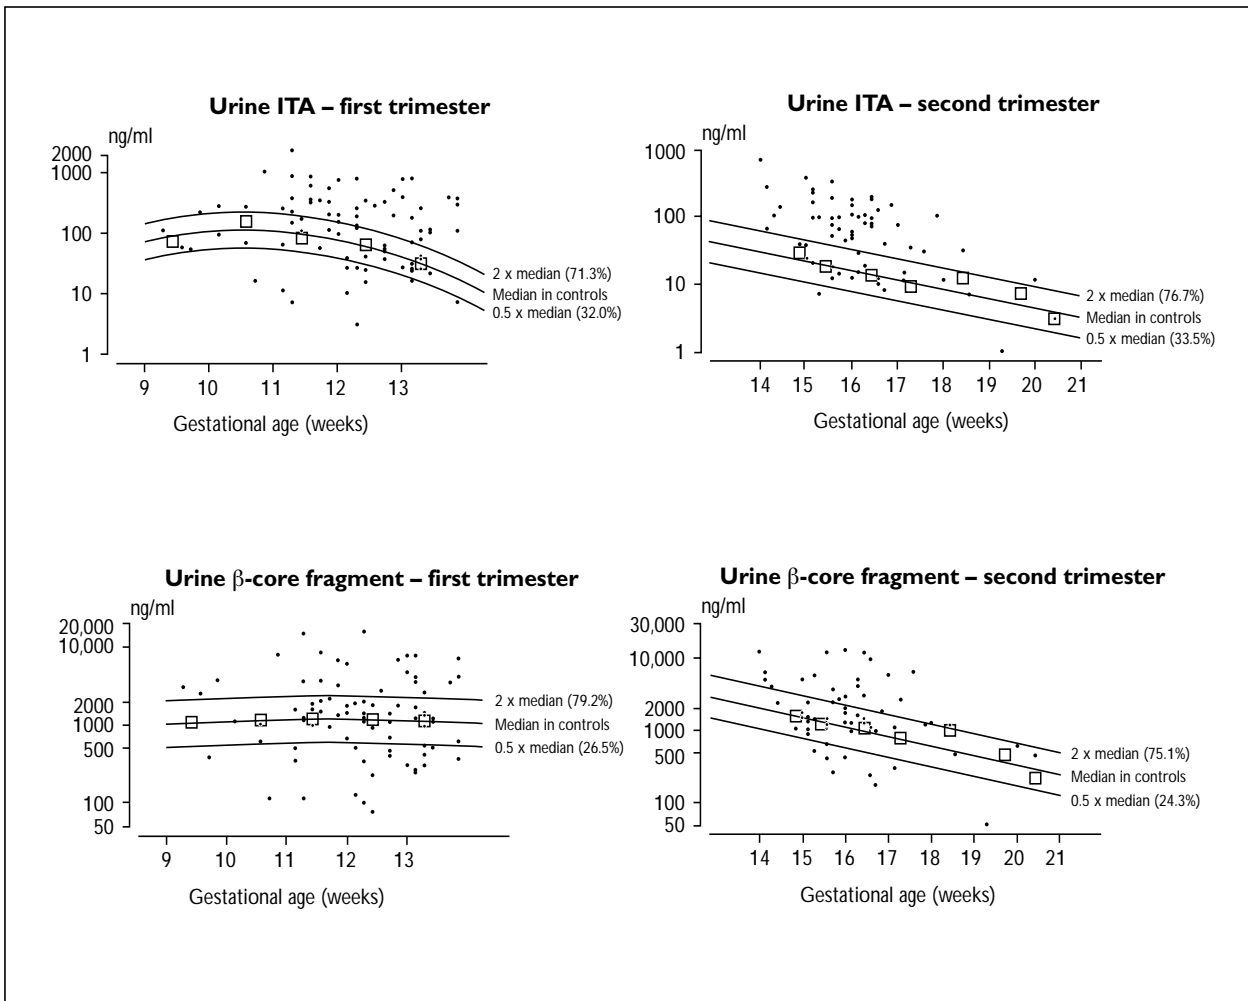 Urine ITA – first trimester
ng/ml
2000
1000
100
10
1
9 10 11 12 13
Gestational age (weeks)
2 x median (71.3%)
Median in controls
0.5 x median (32.0%)
Urine ITA – second trimester
ng/ml
1000
100
10
1
14 15 16 17 18 19 20 21
Gestational age (weeks)
2 x median (76.7%)
Median in controls
0.5 x median (33.5%)
Urine β-core fragment – first trimester
ng/ml
20,000
10,000
2000
1000
500
100
50
9 10 11 12 13
Gestational age (weeks)
2 x median (79.2%)
Median in controls
0.5 x median (26.5%)
Urine β-core fragment – second trimester
ng/ml
30,000
10,000
2000
1000
500
100
50
14 15 16 17 18 19 20 21
Gestational age (weeks)
2 x median (75.1%)
Median in controls
0.5 x median (24.3%)